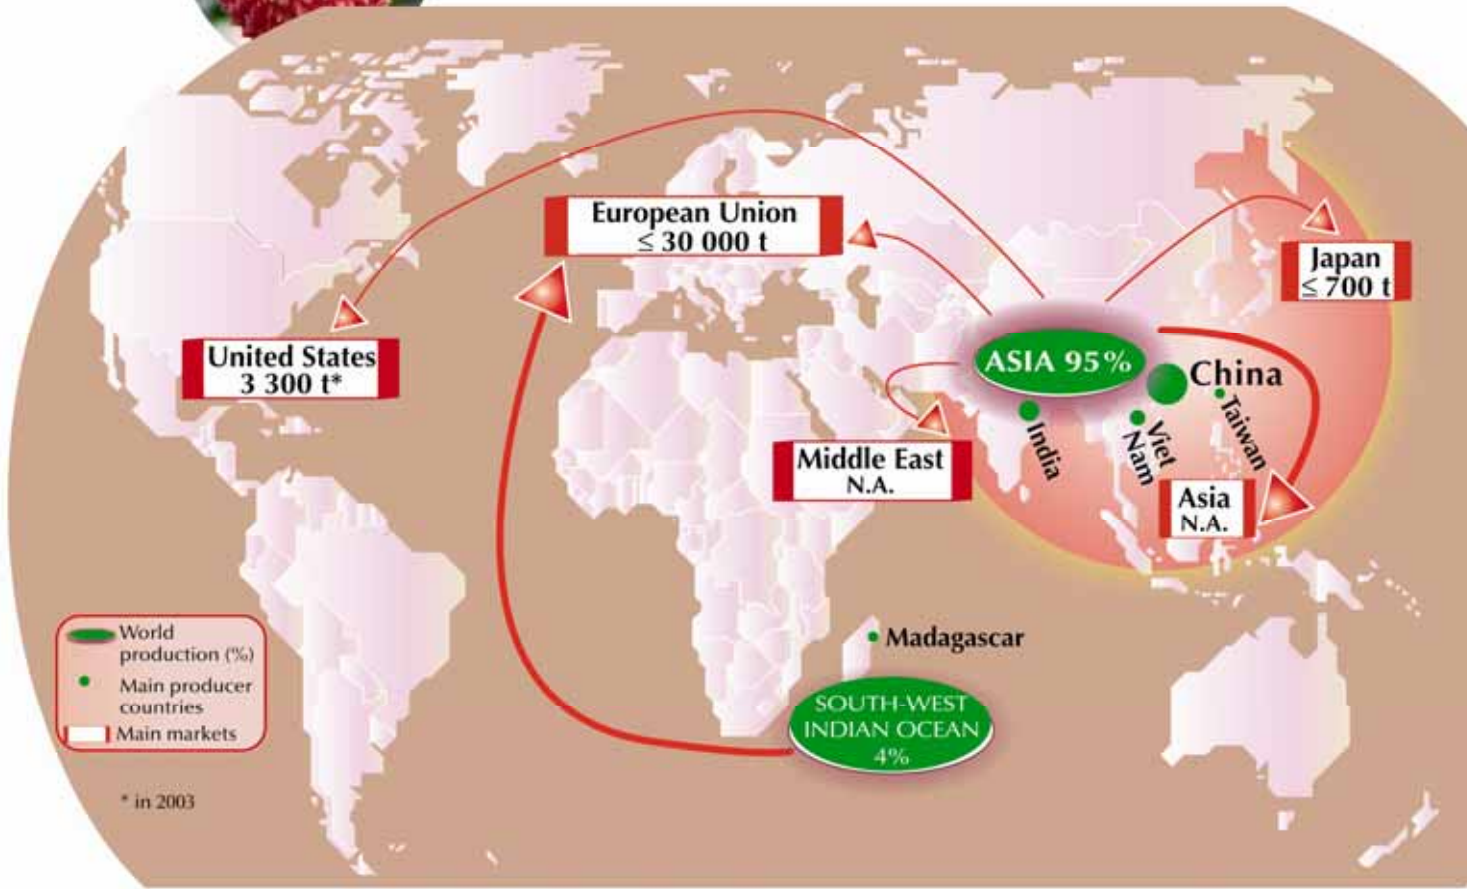 European Union
≤ 30 000 t
Japan
≤ 700 t
United States
3 300 t*
ASIA 95%
China
Taiwan
India
Viet
Nam
Middle East
N.A.
Asia
N.A.
Madagascar
SOUTH-WEST
INDIAN OCEAN
4%
World
production (%)
Main producer
countries
Main markets
* in 2003